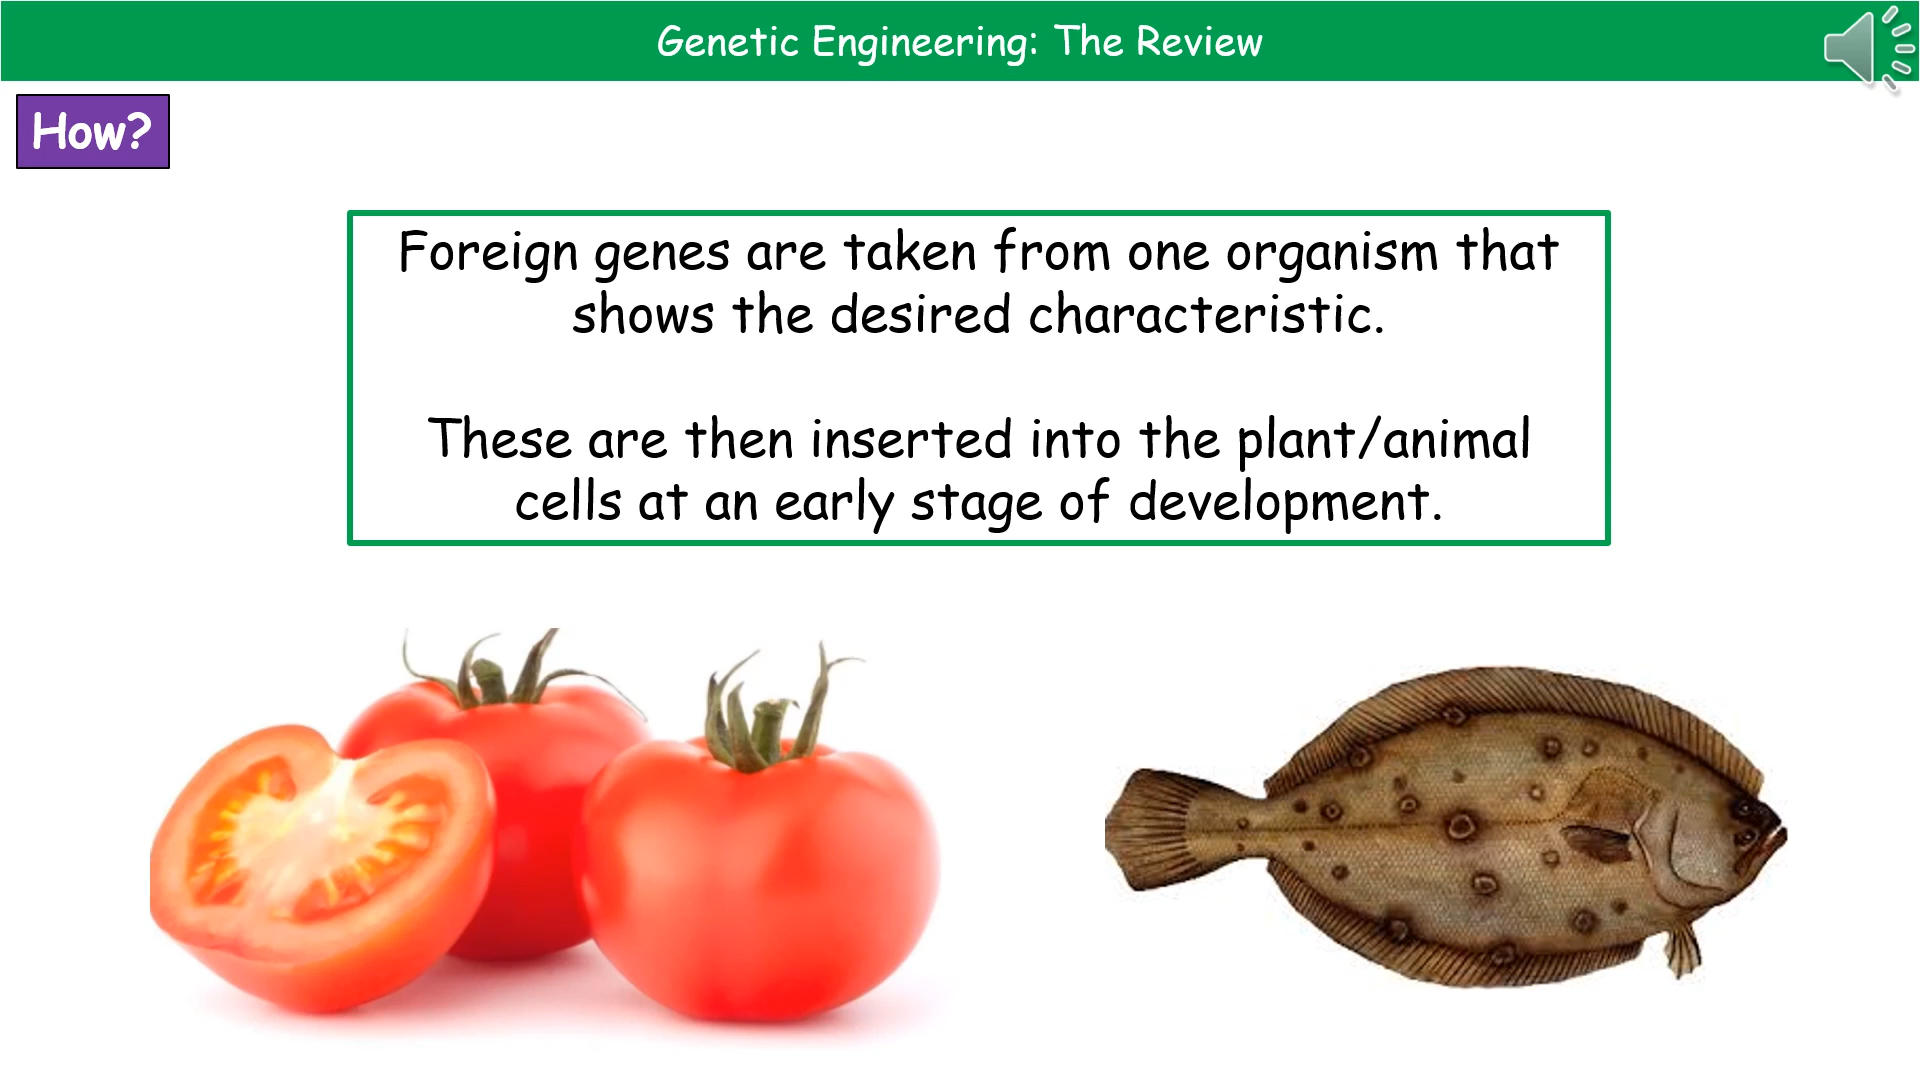 Genetic Engineering: The Review
How?
Foreign genes are taken from one organism that
shows the desired characteristic.
These are then inserted into the plant/animal
cells at an early stage of development.